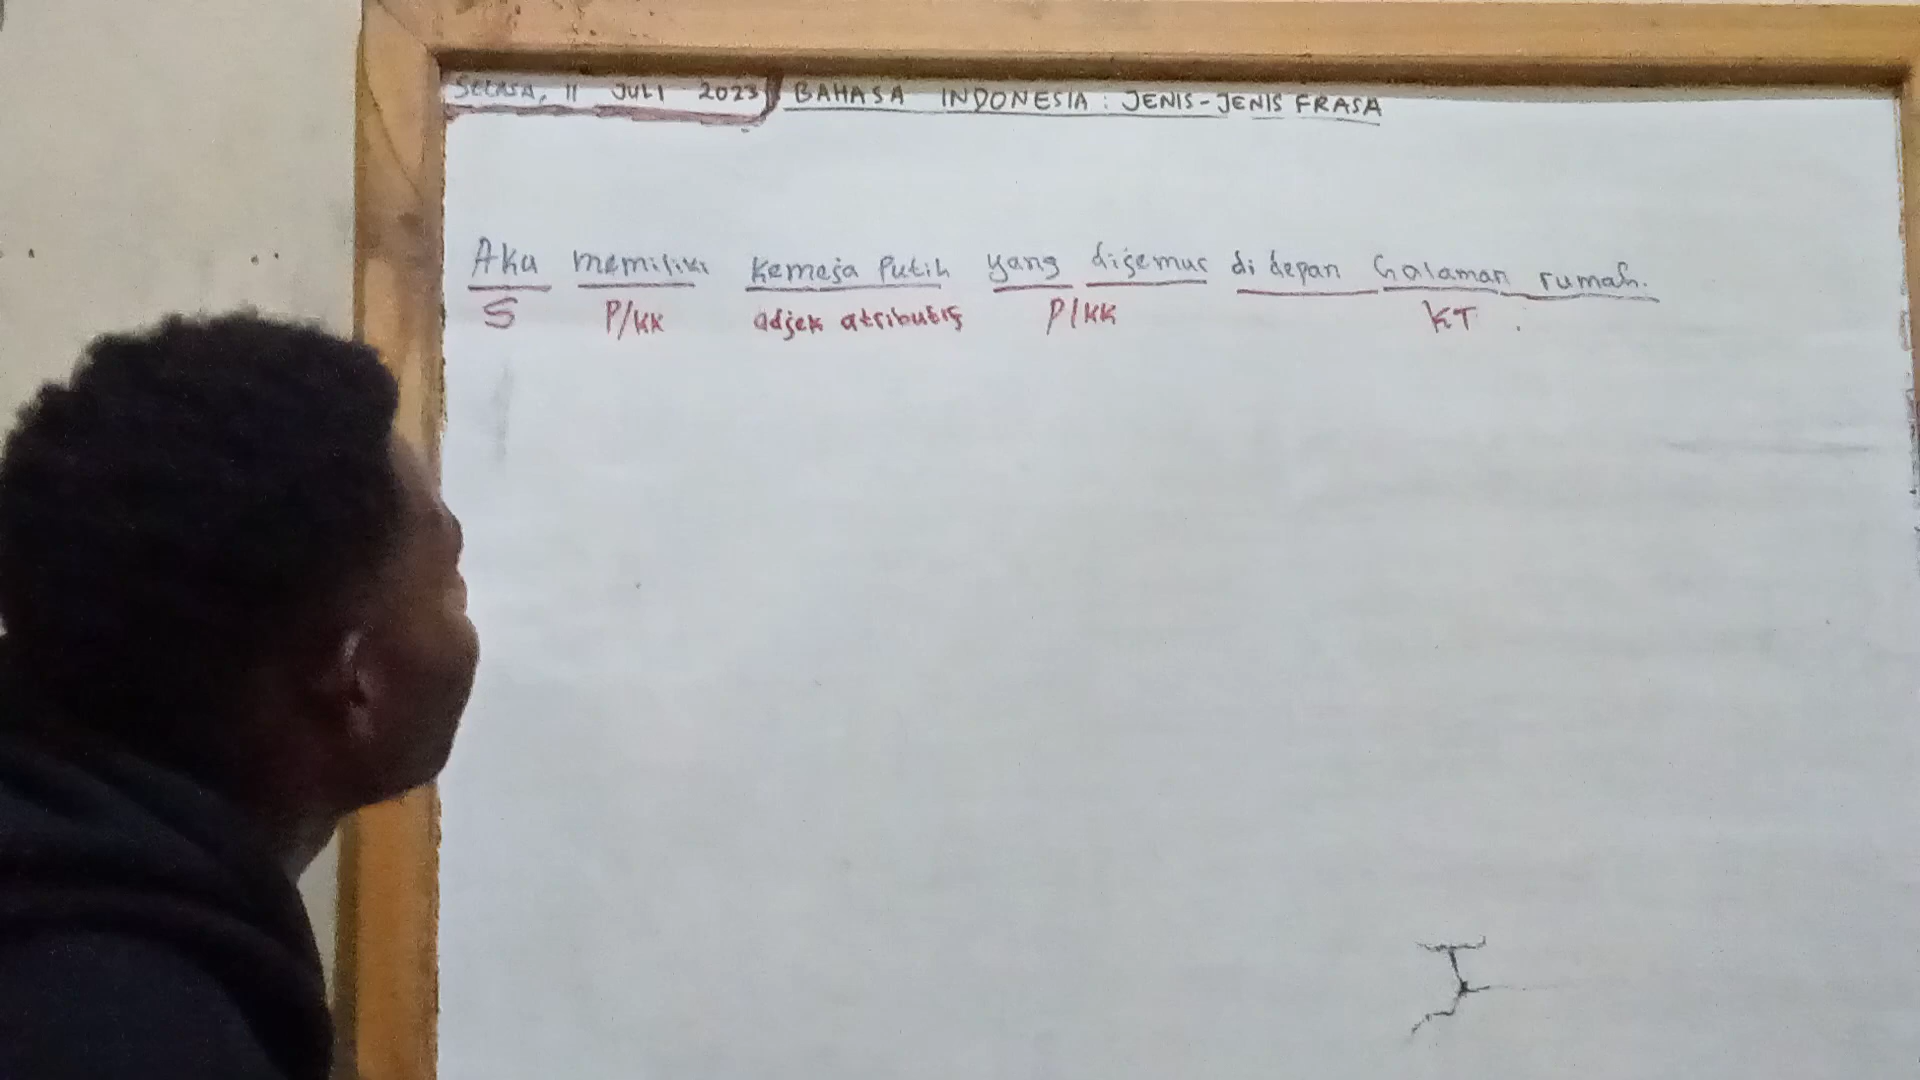 SELASA, 11 JULI 2023 BAHASA INDONESIA : JENIS-JENIS FRASA
Aku memiliki kemeja Putih yang dijemur di depan halaman rumah.
S P/KK adjek atributif P/KK KT .